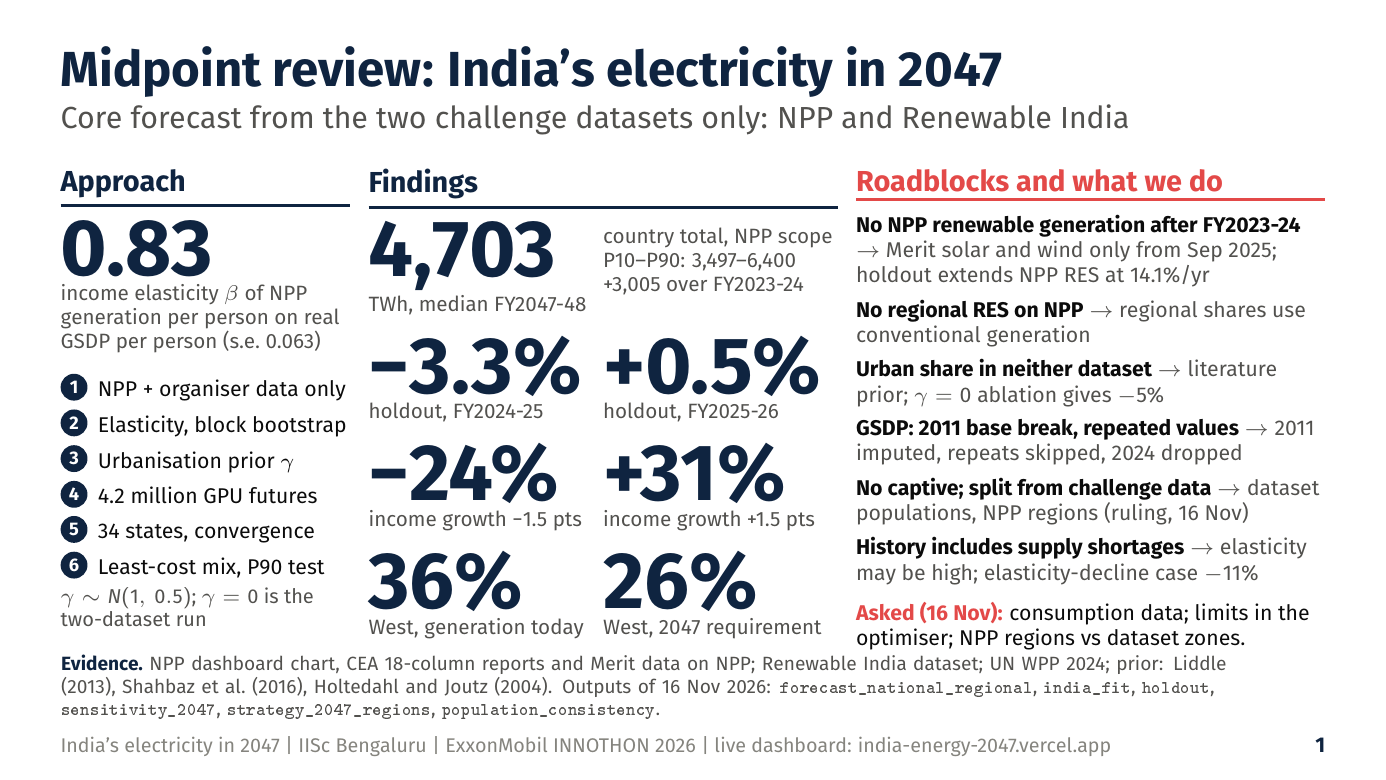 Midpoint review: India’s electricity in 2047
Core forecast from the two challenge datasets only: NPP and Renewable India
Approach
0.83
income elasticity β of NPP
generation per person on real
GSDP per person (s.e. 0.063)
1 NPP + organiser data only
2 Elasticity, block bootstrap
3 Urbanisation prior γ
4 4.2 million GPU futures
5 34 states, convergence
6 Least-cost mix, P90 test
γ ∼ N(1, 0.5); γ = 0 is the
two-dataset run
Findings
4,703
TWh, median FY2047-48
country total, NPP scope
P10–P90: 3,497–6,400
+3,005 over FY2023-24
−3.3%
holdout, FY2024-25
+0.5%
holdout, FY2025-26
−24%
income growth −1.5 pts
+31%
income growth +1.5 pts
36%
West, generation today
26%
West, 2047 requirement
Roadblocks and what we do
No NPP renewable generation after FY2023-24
→ Merit solar and wind only from Sep 2025;
holdout extends NPP RES at 14.1%/yr
No regional RES on NPP → regional shares use
conventional generation
Urban share in neither dataset → literature
prior; γ = 0 ablation gives −5%
GSDP: 2011 base break, repeated values → 2011
imputed, repeats skipped, 2024 dropped
No captive; split from challenge data → dataset
populations, NPP regions (ruling, 16 Nov)
History includes supply shortages → elasticity
may be high; elasticity-decline case −11%
Asked (16 Nov): consumption data; limits in the
optimiser; NPP regions vs dataset zones.
Evidence. NPP dashboard chart, CEA 18-column reports and Merit data on NPP; Renewable India dataset; UN WPP 2024; prior: Liddle
(2013), Shahbaz et al. (2016), Holtedahl and Joutz (2004). Outputs of 16 Nov 2026: forecast_national_regional, india_fit, holdout,
sensitivity_2047, strategy_2047_regions, population_consistency.
India’s electricity in 2047 | IISc Bengaluru | ExxonMobil INNOTHON 2026 | live dashboard: india-energy-2047.vercel.app
1